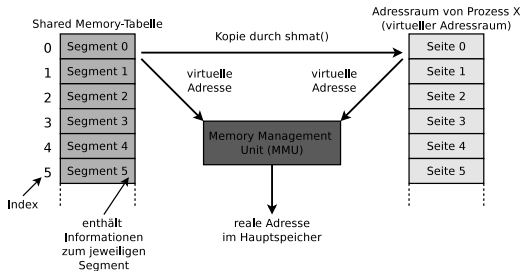 Shared Memory-Tabelle
Adressraum von Prozess X
(virtueller Adressraum)
0
Segment 0
Kopie durch shmat()
Seite 0
1
Segment 1
virtuelle
Adresse
virtuelle
Adresse
Seite 1
2
Segment 2
Seite 2
3
Segment 3
Memory Management
Unit (MMU)
Seite 3
4
Segment 4
Seite 4
5
Segment 5
Seite 5
Index
enthält
Informationen
zum jeweiligen
Segment
reale Adresse
im Hauptspeicher